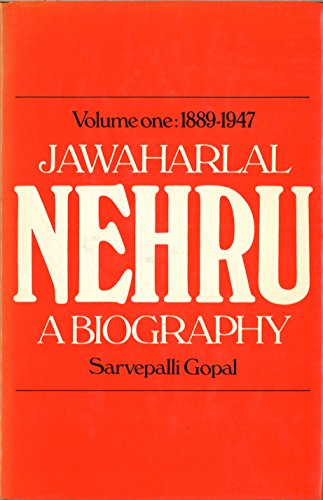 Volume one: 1889-1947
JAWAHARLAL
NEHRU
A BIOGRAPHY
Sarvepalli Gopal